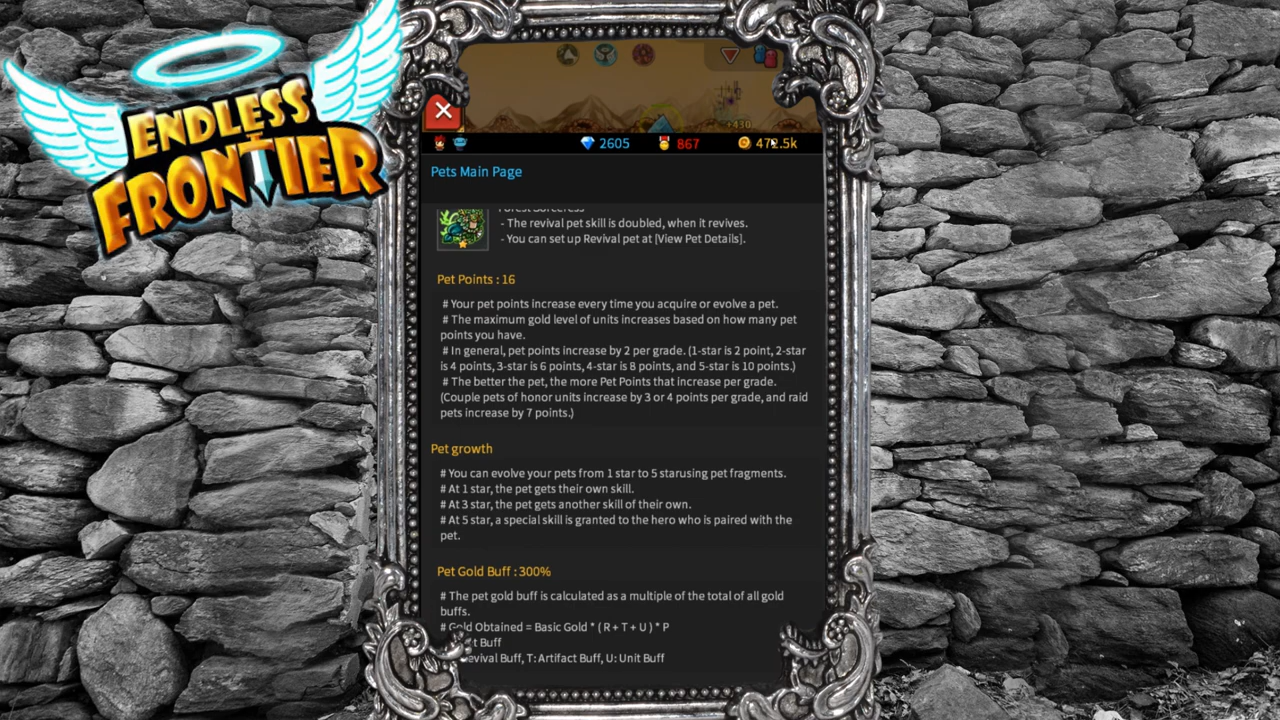 ENDLESS
FRONTIER
+430
2605
867
472.5k
Pets Main Page
Forest Sorceress
- The revival pet skill is doubled, when it revives.
- You can set up Revival pet at [View Pet Details].
Pet Points : 16
# Your pet points increase every time you acquire or evolve a pet.
# The maximum gold level of units increases based on how many pet
points you have.
# In general, pet points increase by 2 per grade. (1-star is 2 point, 2-star
is 4 points, 3-star is 6 points, 4-star is 8 points, and 5-star is 10 points.)
# The better the pet, the more Pet Points that increase per grade.
(Couple pets of honor units increase by 3 or 4 points per grade, and raid
pets increase by 7 points.)
Pet growth
# You can evolve your pets from 1 star to 5 starusing pet fragments.
# At 1 star, the pet gets their own skill.
# At 3 star, the pet gets another skill of their own.
# At 5 star, a special skill is granted to the hero who is paired with the
pet.
Pet Gold Buff : 300%
# The pet gold buff is calculated as a multiple of the total of all gold
buffs.
# Gold Obtained = Basic Gold * ( R + T + U ) * P
Buff
Buff, T: Artifact Buff, U: Unit Buff